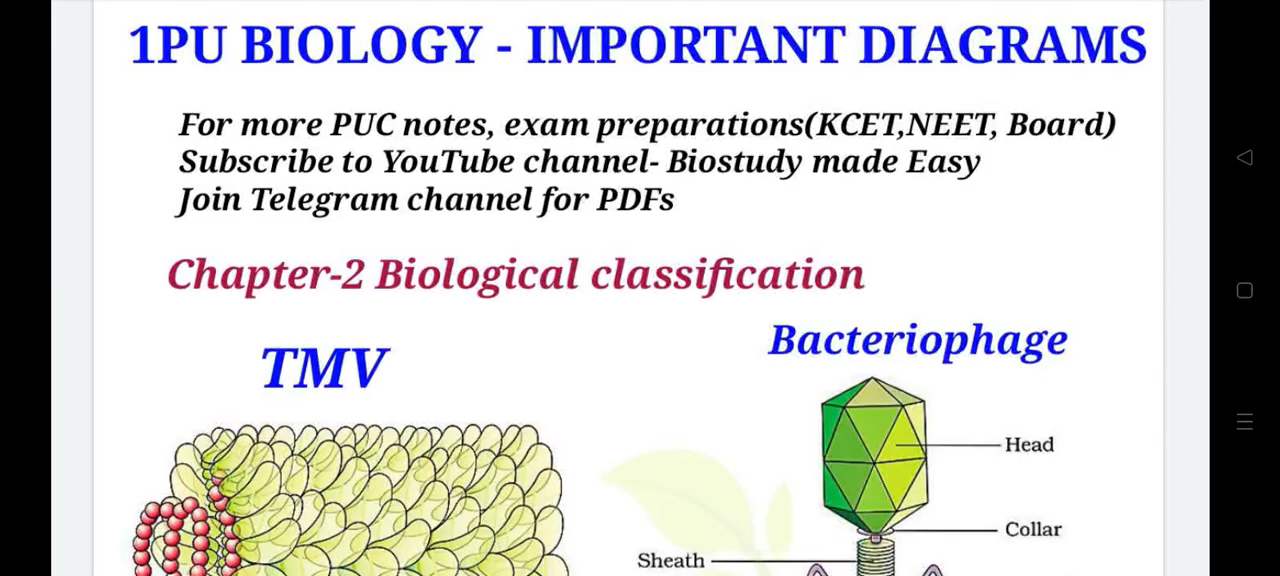 1PU BIOLOGY - IMPORTANT DIAGRAMS
For more PUC notes, exam preparations(KCET,NEET, Board)
Subscribe to YouTube channel- Biostudy made Easy
Join Telegram channel for PDFs
Chapter-2 Biological classification
TMV
Bacteriophage
Head
Collar
Sheath